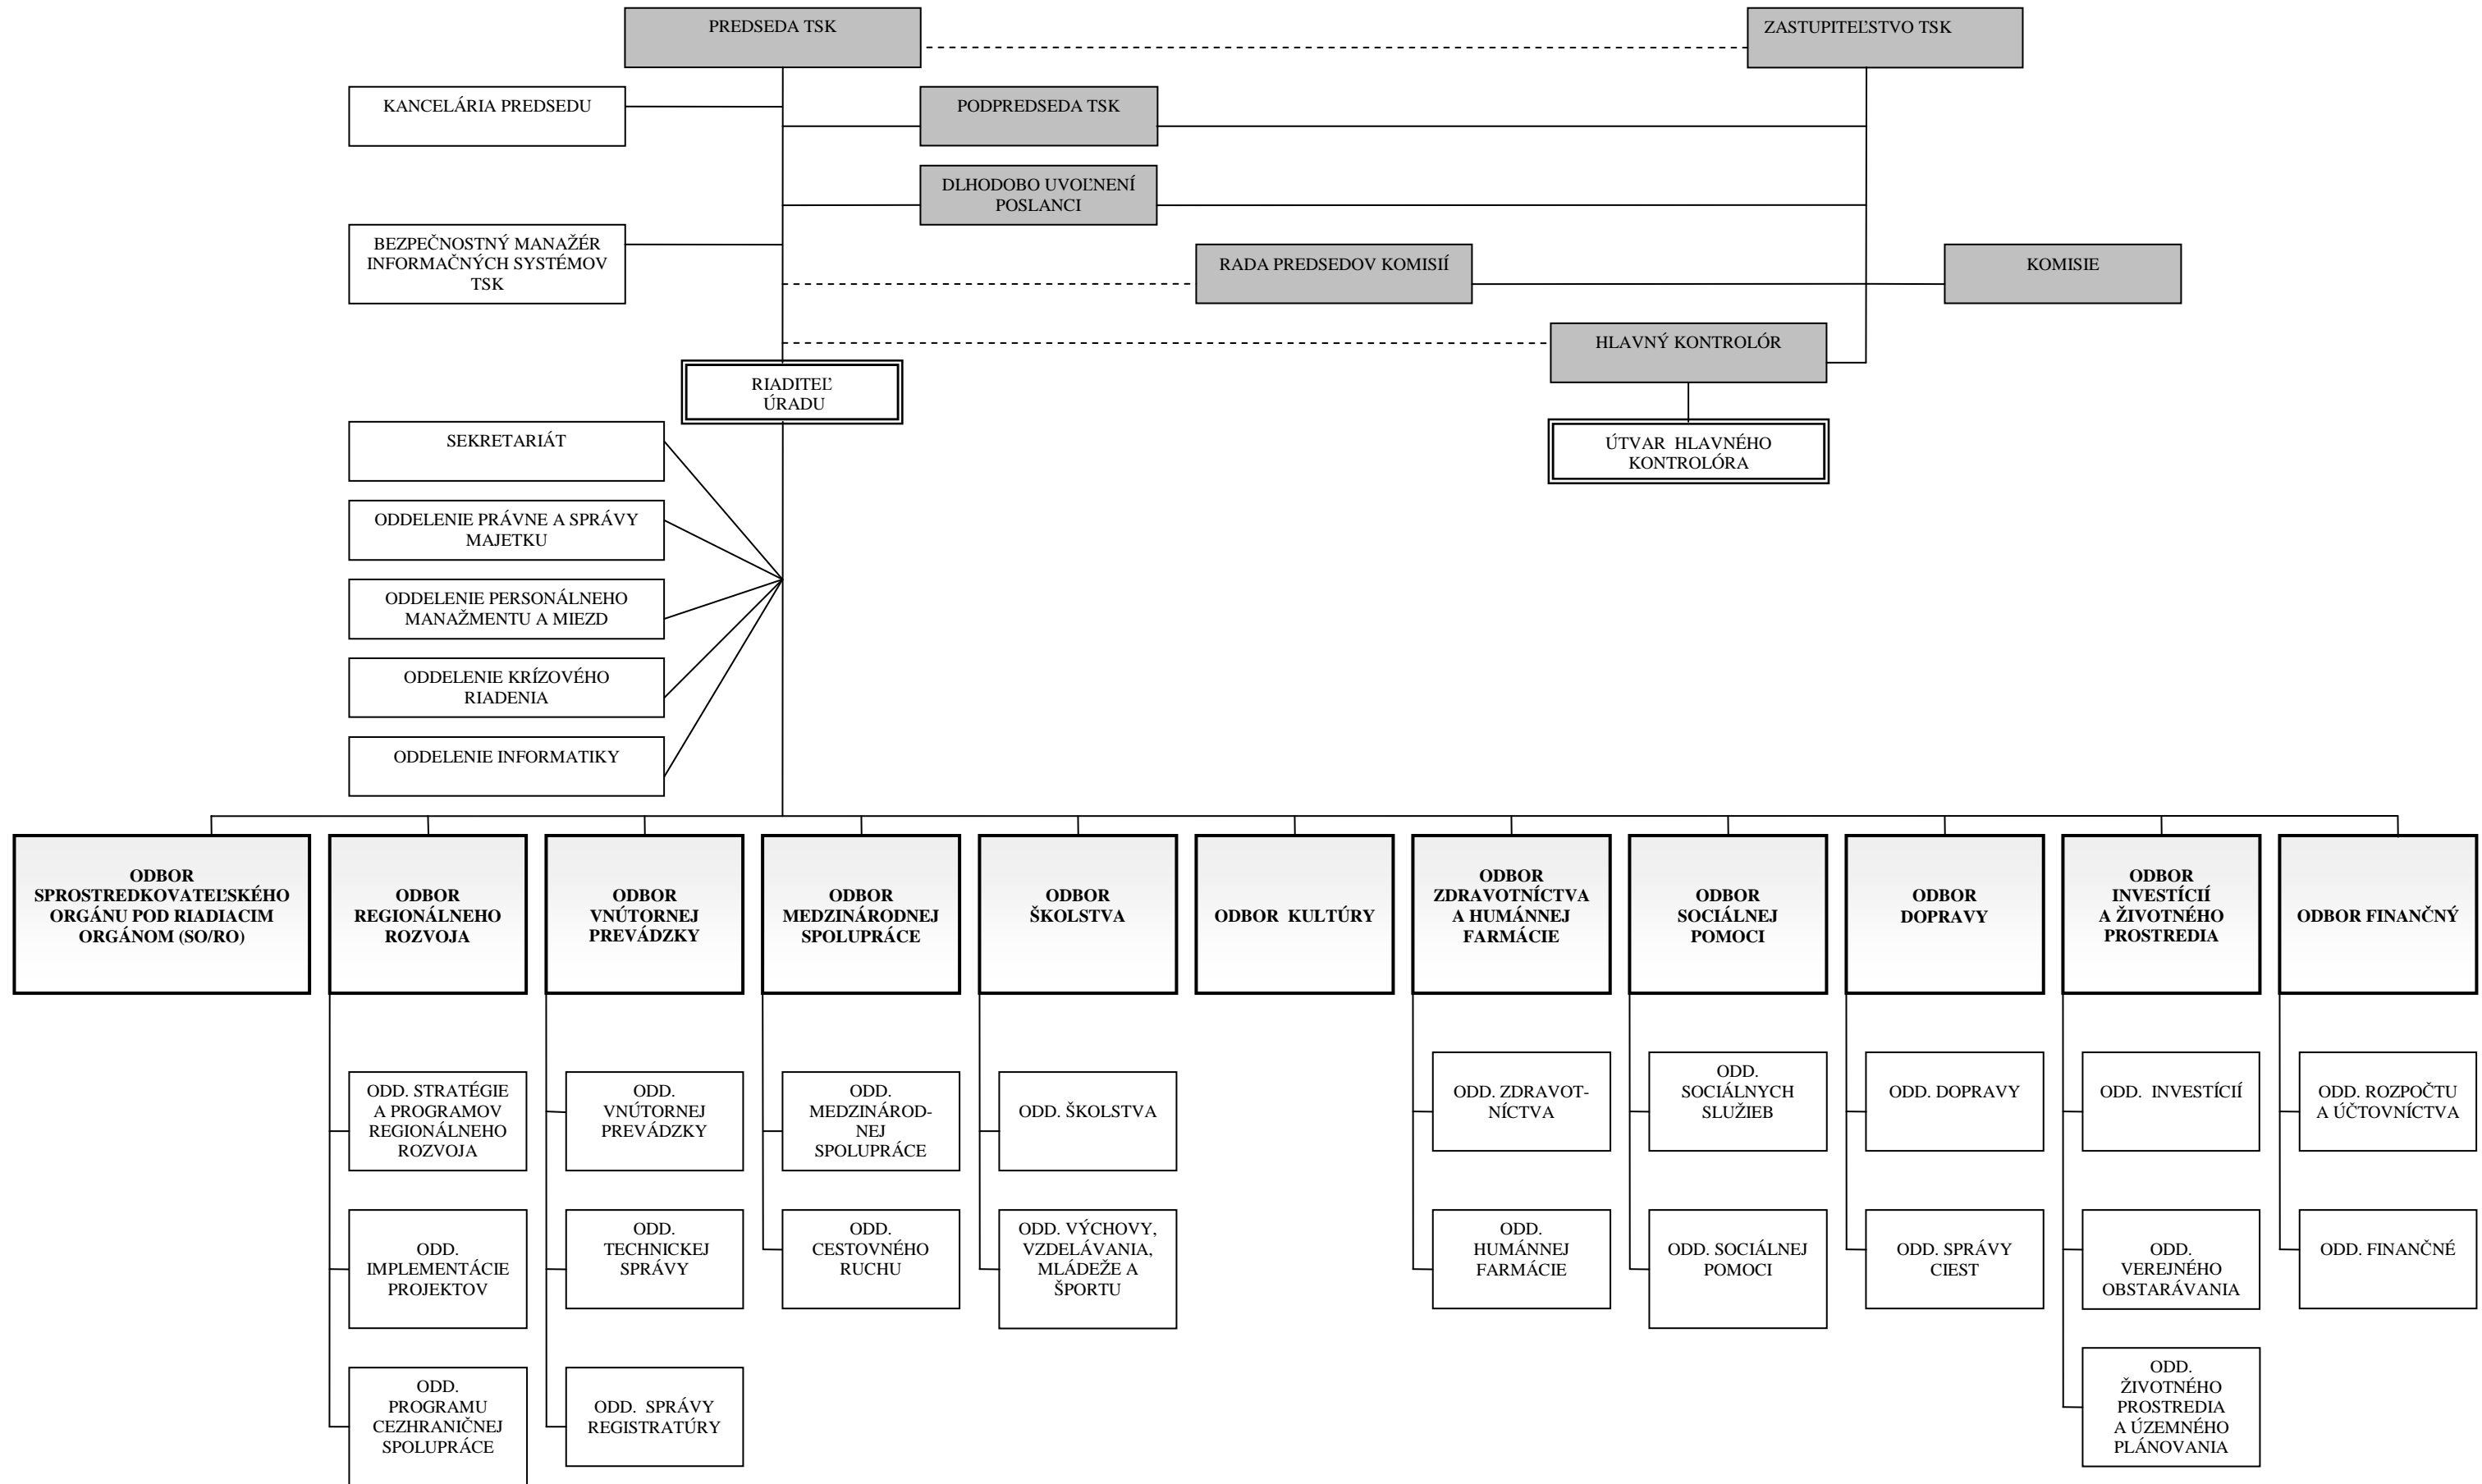 PREDSEDA TSK
ZASTUPITEĽSTVO TSK
KANCELÁRIA PREDSEDU
PODPREDSEDA TSK
DLHODOBO UVOĽNENÍ
POSLANCI
BEZPEČNOSTNÝ MANAŽÉR
INFORMAČNÝCH SYSTÉMOV
TSK
RADA PREDSEDOV KOMISIÍ
KOMISIE
HLAVNÝ KONTROLÓR
RIADITEĽ
ÚRADU
ÚTVAR HLAVNÉHO
KONTROLÓRA
SEKRETARIÁT
ODDELENIE PRÁVNE A SPRÁVY
MAJETKU
ODDELENIE PERSONÁLNEHO
MANAŽMENTU A MIEZD
ODDELENIE KRÍZOVÉHO
RIADENIA
ODDELENIE INFORMATIKY
ODBOR
SPROSTREDKOVATEĽSKÉHO
ORGÁNU POD RIADIACIM
ORGÁNOM (SO/RO)
ODBOR
REGIONÁLNEHO
ROZVOJA
ODBOR
VNÚTORNEJ
PREVÁDZKY
ODBOR
MEDZINÁRODNEJ
SPOLUPRÁCE
ODBOR
ŠKOLSTVA
ODBOR KULTÚRY
ODBOR
ZDRAVOTNÍCTVA
A HUMÁNNEJ
FARMÁCIE
ODBOR
SOCIÁLNEJ
POMOCI
ODBOR
DOPRAVY
ODBOR
INVESTÍCIÍ
A ŽIVOTNÉHO
PROSTREDIA
ODBOR FINANČNÝ
ODD. STRATÉGIE
A PROGRAMOV
REGIONÁLNEHO
ROZVOJA
ODD.
VNÚTORNEJ
PREVÁDZKY
ODD.
MEDZINÁROD-
NEJ
SPOLUPRÁCE
ODD. ŠKOLSTVA
ODD. ZDRAVOT-
NÍCTVA
ODD.
SOCIÁLNYCH
SLUŽIEB
ODD. DOPRAVY
ODD. INVESTÍCIÍ
ODD. ROZPOČTU
A ÚČTOVNÍCTVA
ODD.
IMPLEMENTÁCIE
PROJEKTOV
ODD.
TECHNICKEJ
SPRÁVY
ODD.
CESTOVNÉHO
RUCHU
ODD. VÝCHOVY,
VZDELÁVANIA,
MLÁDEŽE A
ŠPORTU
ODD.
HUMÁNNEJ
FARMÁCIE
ODD. SOCIÁLNEJ
POMOCI
ODD. SPRÁVY
CIEST
ODD.
VEREJNÉHO
OBSTARÁVANIA
ODD. FINANČNÉ
ODD.
PROGRAMU
CEZHRANIČNEJ
SPOLUPRÁCE
ODD. SPRÁVY
REGISTRATÚRY
ODD.
ŽIVOTNÉHO
PROSTREDIA
A ÚZEMNÉHO
PLÁNOVANIA